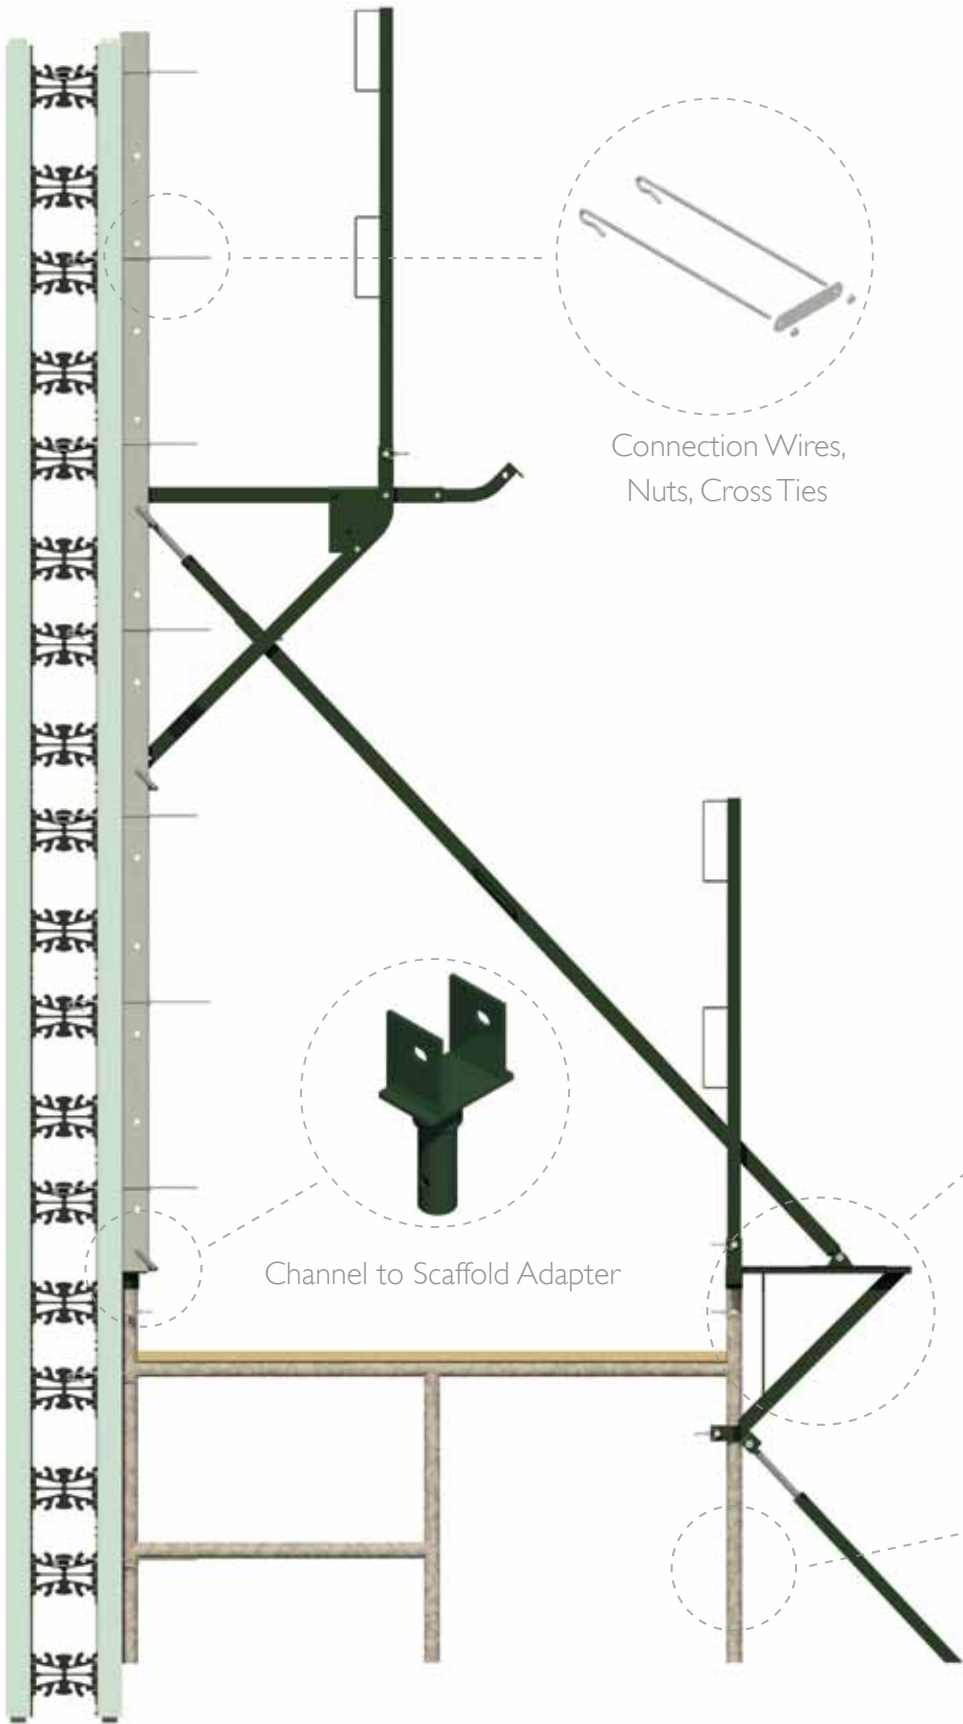 Connection Wires,
Nuts, Cross Ties
Channel to Scaffold Adapter